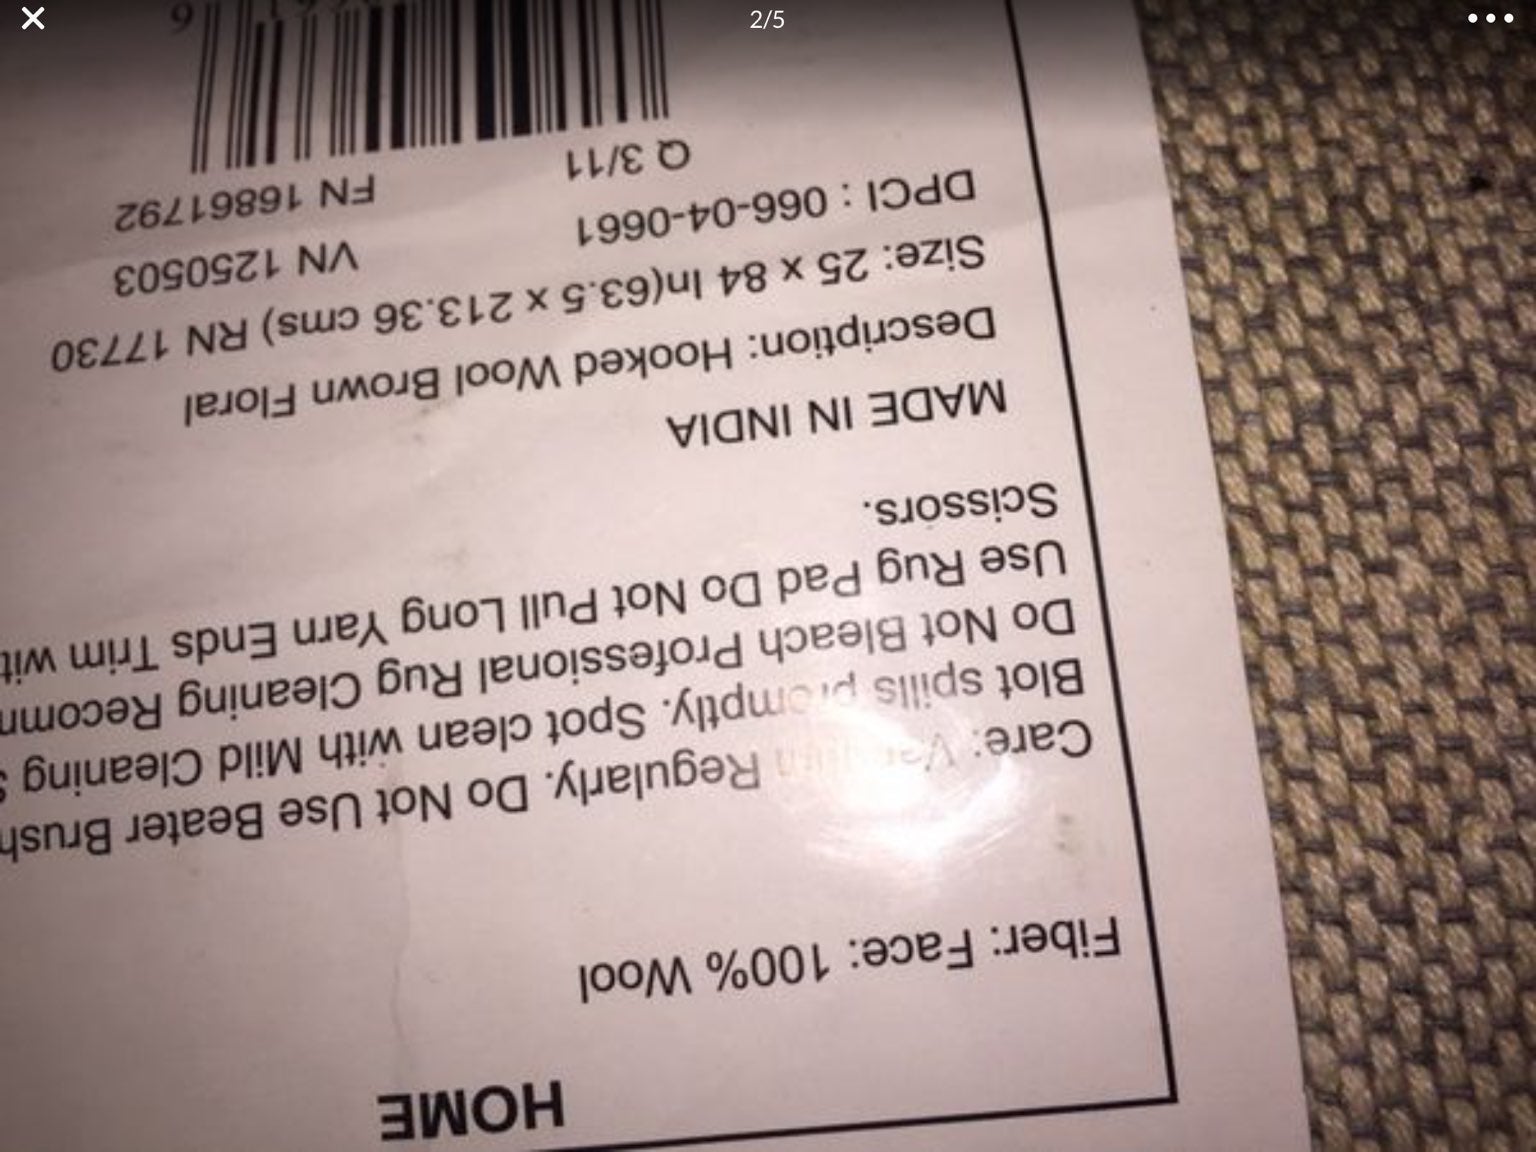 2/5
HOME
Fiber: Face: 100% Wool
Care: Regularly. Do Not Use Beater Brush
Blot spills promptly. Spot clean with Mild Cleaning
Do Not Bleach Professional Rug Cleaning Recomm
Use Rug Pad Do Not Pull Long Yarn Ends Trim wit
Scissors.
MADE IN INDIA
Description: Hooked Wool Brown Floral
Size: 25 x 84 In(63.5 x 213.36 cms) RN 17730
DPCI : 066-04-0661 VN 1250503
Q 3/11 FN 16861792